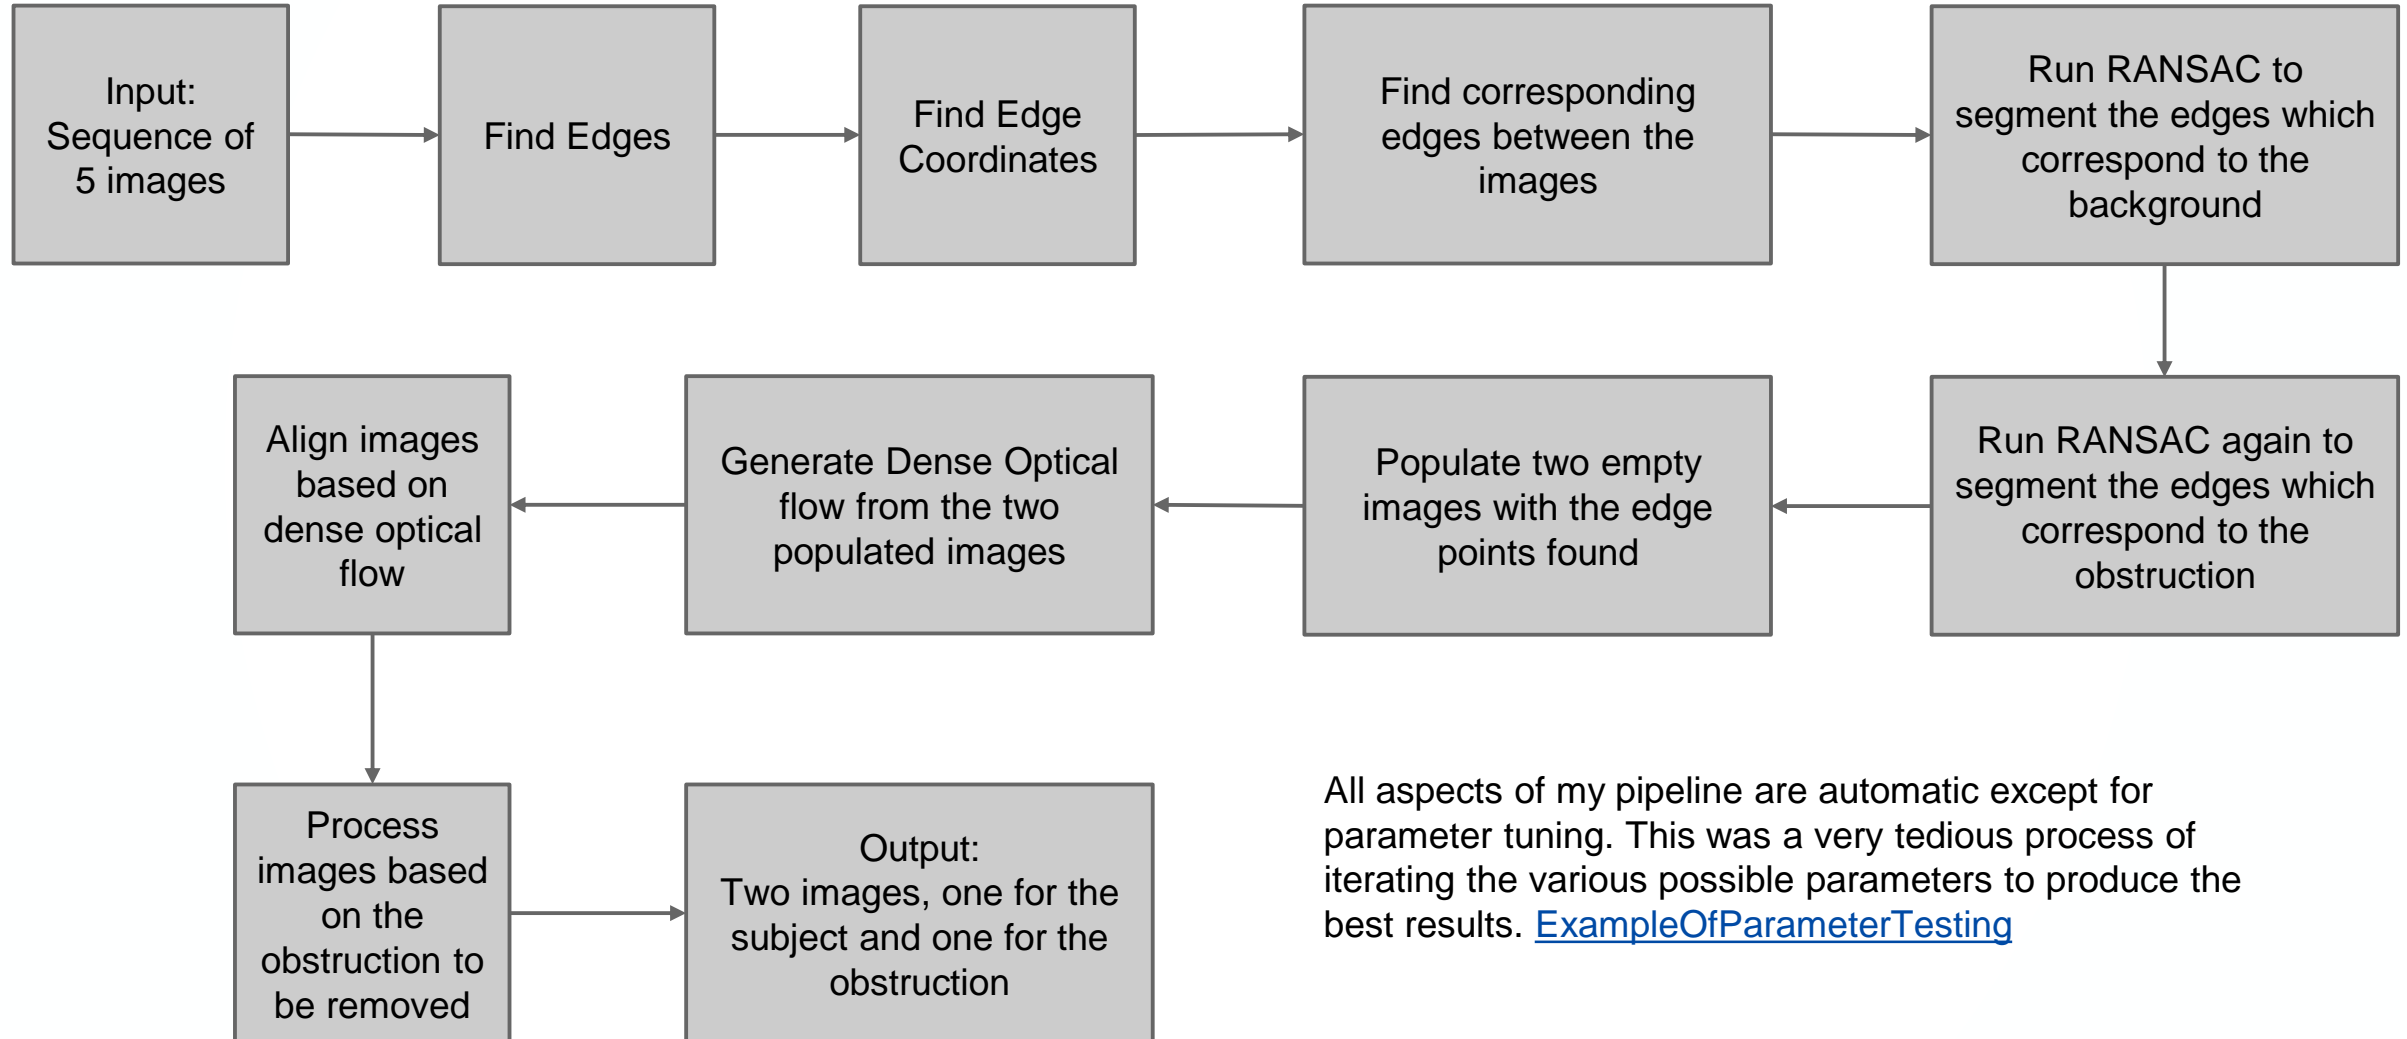 Input:
Sequence of
5 images
Find Edges
Find Edge
Coordinates
Find corresponding
edges between the
images
Run RANSAC to
segment the edges which
correspond to the
background
Run RANSAC again to
segment the edges which
correspond to the
obstruction
Populate two empty
images with the edge
points found
Generate Dense Optical
flow from the two
populated images
Align images
based on
dense optical
flow
Process
images based
on the
obstruction to
be removed
Output:
Two images, one for the
subject and one for the
obstruction
All aspects of my pipeline are automatic except for
parameter tuning. This was a very tedious process of
iterating the various possible parameters to produce the
best results. ExampleOfParameterTesting